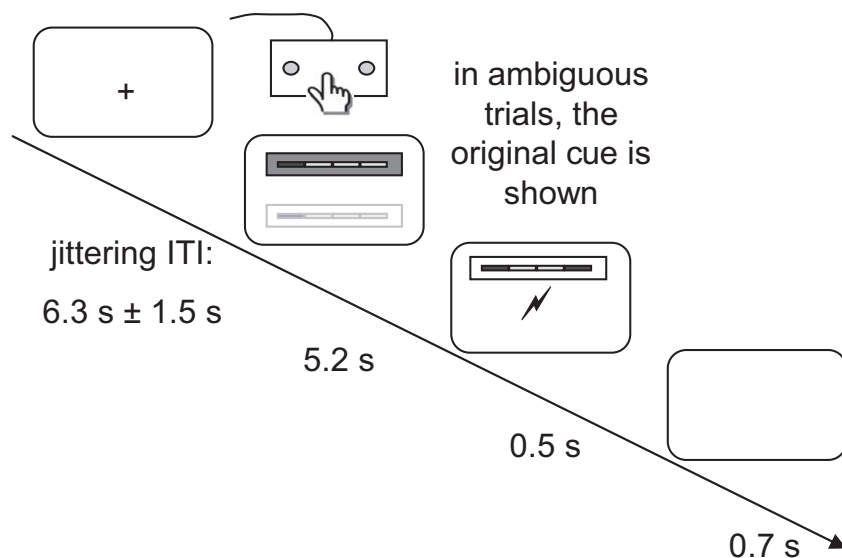 +
in ambiguous
trials, the
original cue is
shown
jittering ITI:
6.3 s ± 1.5 s
5.2 s
0.5 s
0.7 s